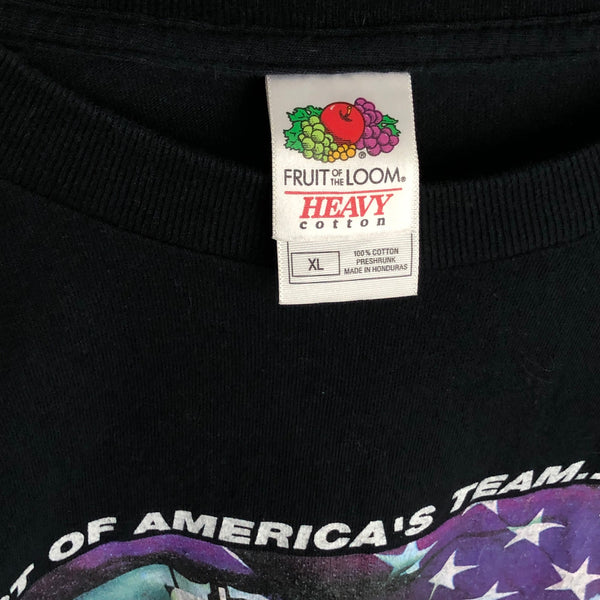 FRUIT OF THE LOOM®
HEAVY
cotton
XL
100% COTTON
PRESHRUNK
MADE IN HONDURAS
OF AMERICA'S TEAM...